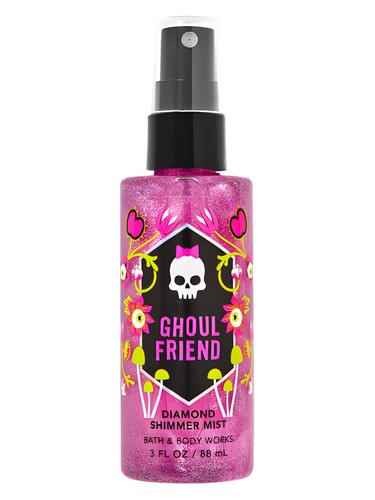 GHOUL
FRIEND
DIAMOND
SHIMMER MIST
BATH & BODY WORKS
3 FL OZ / 88 mL